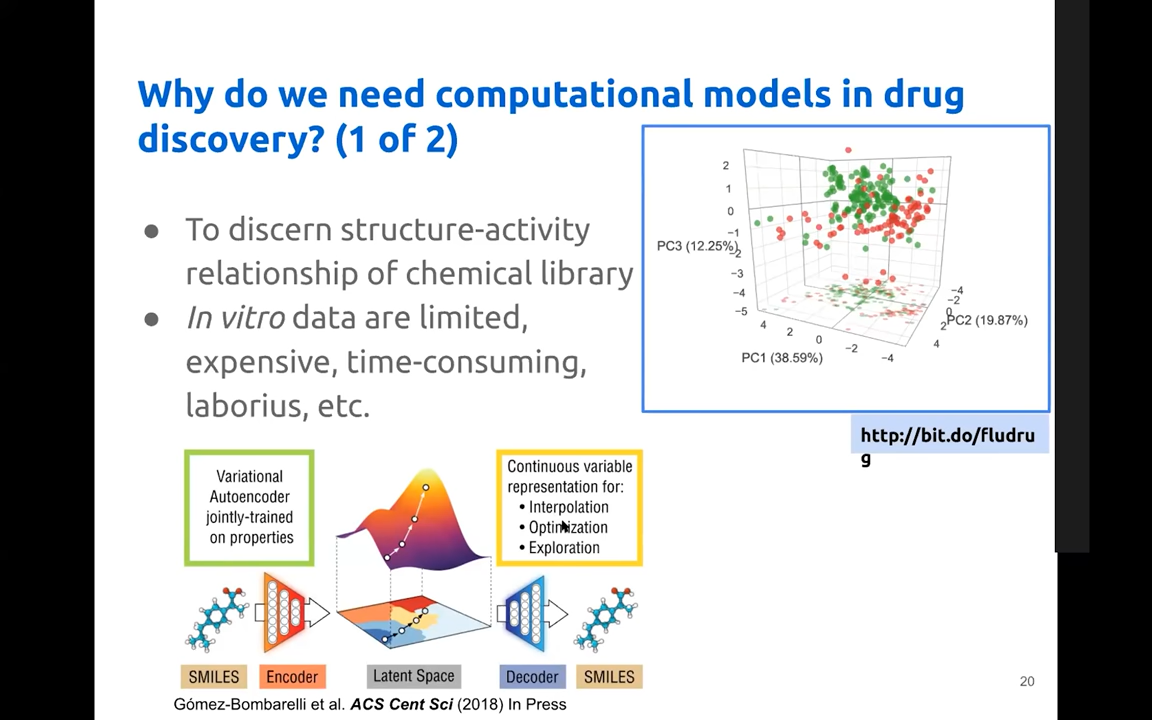 Why do we need computational models in drug
discovery? (1 of 2)
● To discern structure-activity
relationship of chemical library
● In vitro data are limited,
expensive, time-consuming,
laborius, etc.
2
1
0
−1
−2
−3
−4
−5
PC3 (12.25%)
4
2
0
−2
−4
PC1 (38.59%)
−4
−2
0
2
4
PC2 (19.87%)
http://bit.do/fludru
g
Variational
Autoencoder
jointly-trained
on properties
Continuous variable
representation for:
• Interpolation
• Optimization
• Exploration
SMILES
Encoder
Latent Space
Decoder
SMILES
Gómez-Bombarelli et al. ACS Cent Sci (2018) In Press
20